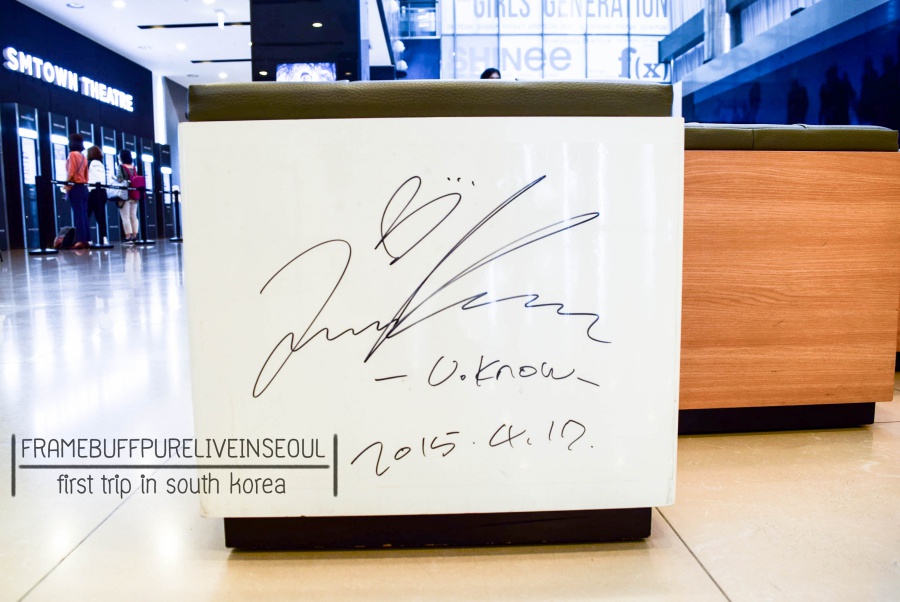 GIRLS' GENERATION
SHINee
f(x)
SMTOWN THEATRE
- U.Know -
2015.4.17.
FRAMEBUFFPURELIVEINSEOUL
first trip in south korea